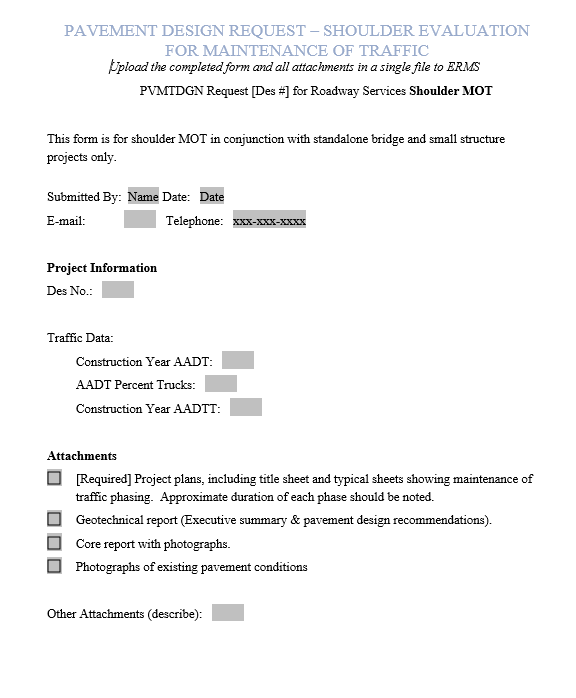 PAVEMENT DESIGN REQUEST – SHOULDER EVALUATION
FOR MAINTENANCE OF TRAFFIC
Upload the completed form and all attachments in a single file to ERMS
PVMTDGN Request [Des #] for Roadway Services Shoulder MOT
This form is for shoulder MOT in conjunction with standalone bridge and small structure
projects only.
Submitted By: Name Date: Date
E-mail: Telephone: xxx-xxx-xxxx
Project Information
Des No.:
Traffic Data:
Construction Year AADT:
AADT Percent Trucks:
Construction Year AADTT:
Attachments
[Required] Project plans, including title sheet and typical sheets showing maintenance of
traffic phasing. Approximate duration of each phase should be noted.
Geotechnical report (Executive summary & pavement design recommendations).
Core report with photographs.
Photographs of existing pavement conditions
Other Attachments (describe):